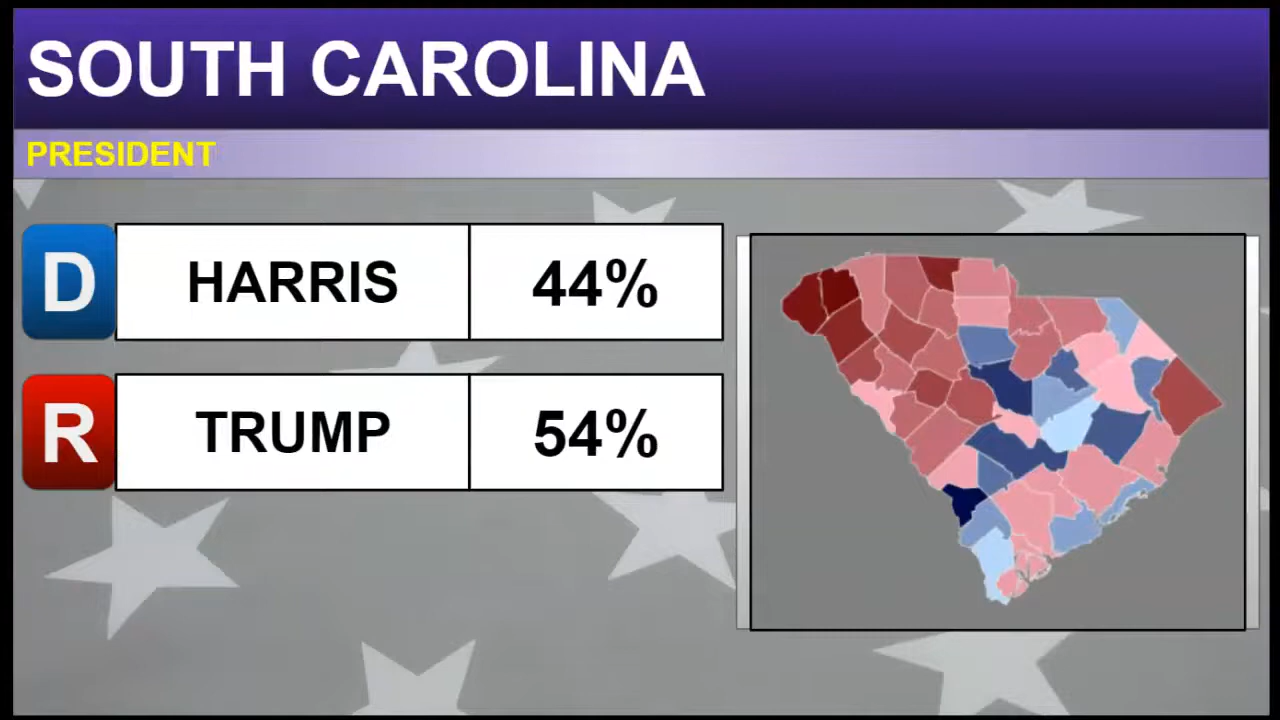 SOUTH CAROLINA
PRESIDENT
D HARRIS 44%
R TRUMP 54%